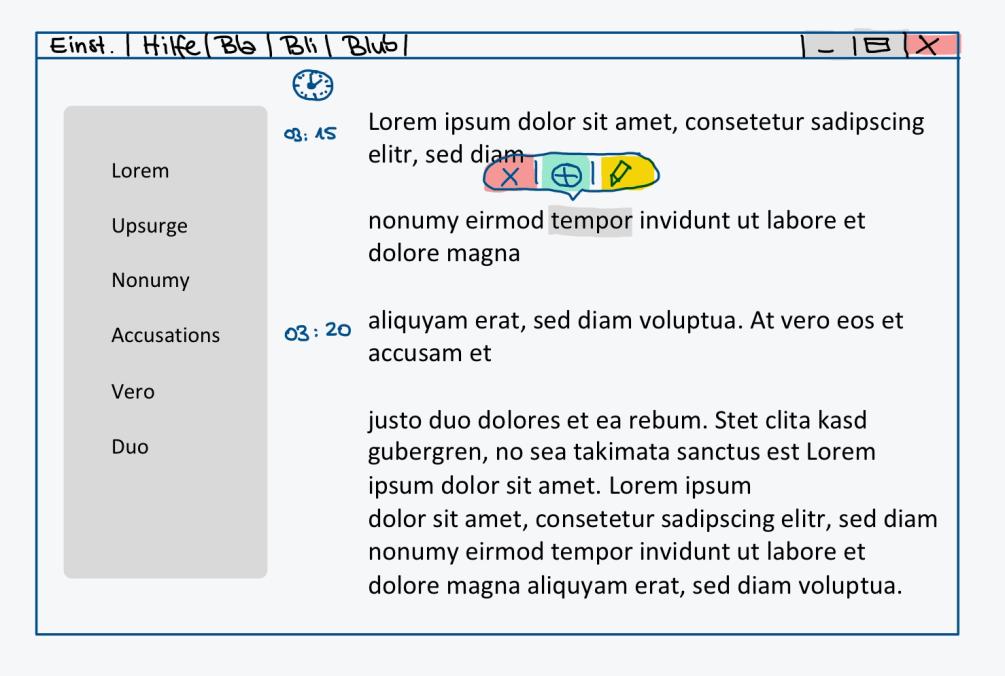 Einst. | Hilfe | Bla | Bli | Blub |
Lorem
Upsurge
Nonumy
Accusations
Vero
Duo
03:15
Lorem ipsum dolor sit amet, consetetur sadipscing
elitr, sed diam
nonumy eirmod tempor invidunt ut labore et
dolore magna
03:20
aliquyam erat, sed diam voluptua. At vero eos et
accusam et
justo duo dolores et ea rebum. Stet clita kasd
gubergren, no sea takimata sanctus est Lorem
ipsum dolor sit amet. Lorem ipsum
dolor sit amet, consetetur sadipscing elitr, sed diam
nonumy eirmod tempor invidunt ut labore et
dolore magna aliquyam erat, sed diam voluptua.